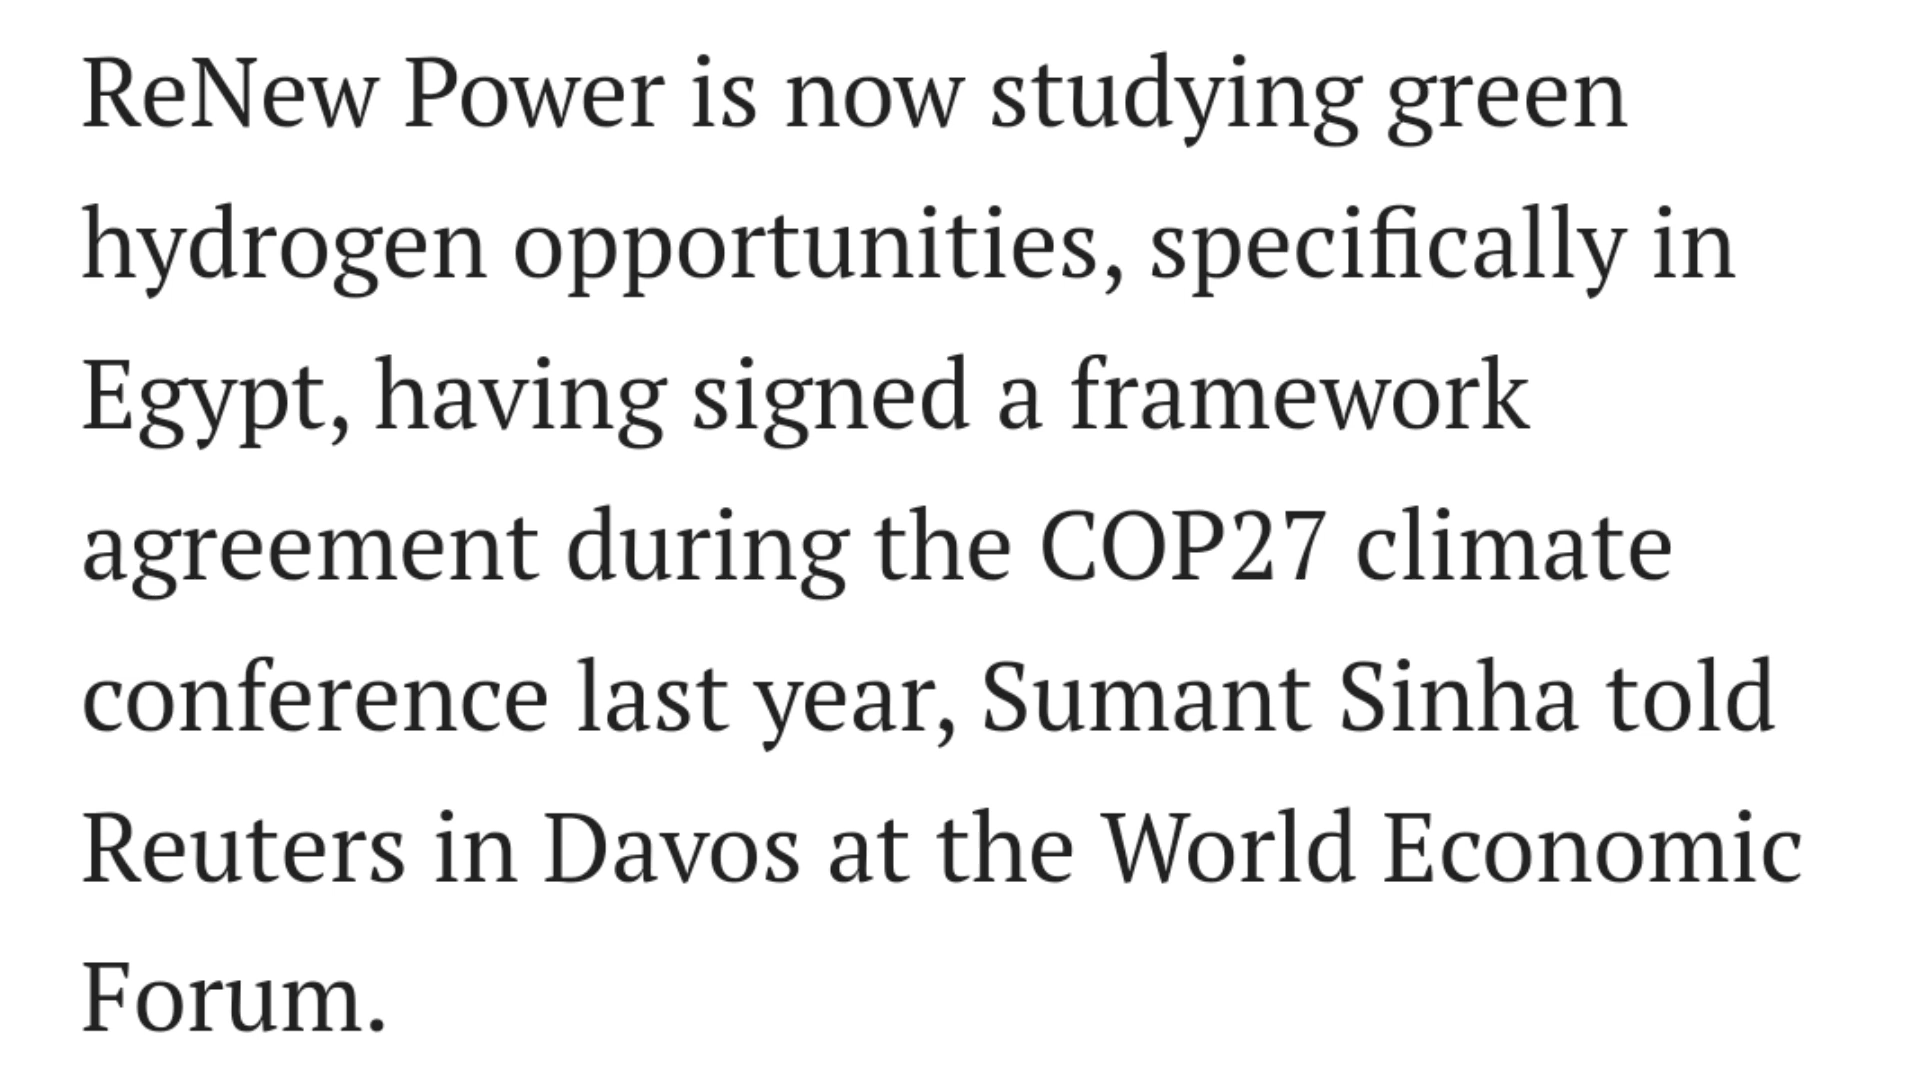 ReNew Power is now studying green
hydrogen opportunities, specifically in
Egypt, having signed a framework
agreement during the COP27 climate
conference last year, Sumant Sinha told
Reuters in Davos at the World Economic
Forum.